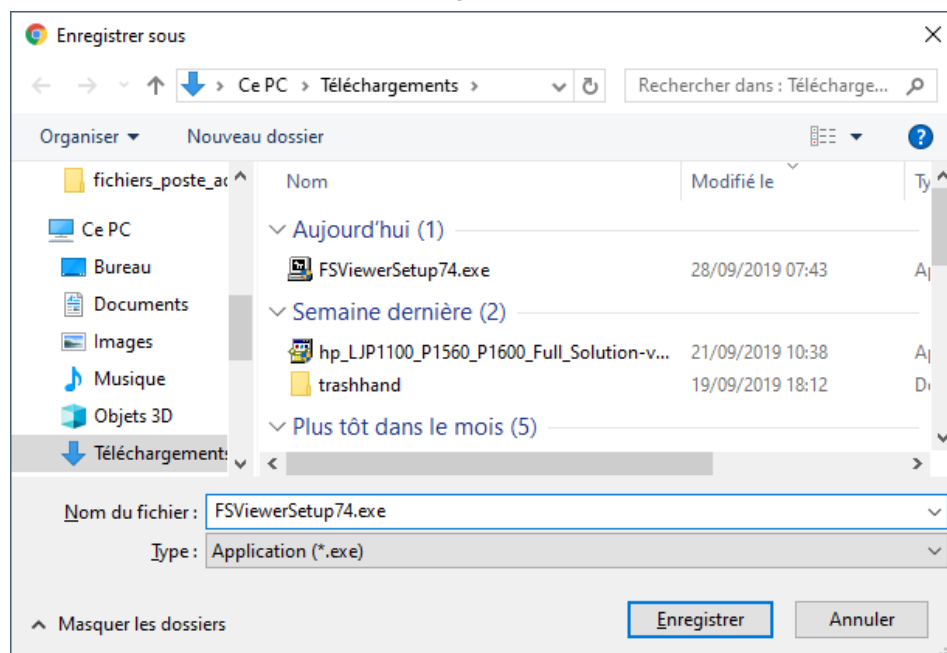 Enregistrer sous
Ce PC > Téléchargements >
Rechercher dans : Télécharge...
Organiser
Nouveau dossier
fichiers_poste_ac
Ce PC
Bureau
Documents
Images
Musique
Objets 3D
Téléchargements
Nom
Modifié le
Ty
Aujourd'hui (1)
FSViewerSetup74.exe
28/09/2019 07:43
Semaine dernière (2)
hp_LJP1100_P1560_P1600_Full_Solution-v...
21/09/2019 10:38
trashhand
19/09/2019 18:12
Plus tôt dans le mois (5)
Nom du fichier : FSViewerSetup74.exe
Type : Application (*.exe)
Masquer les dossiers
Enregistrer
Annuler